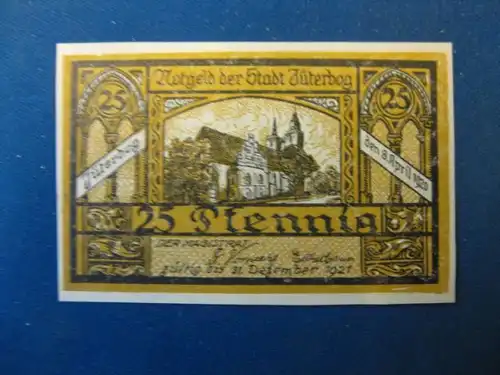 Notgeld der Stadt Jüterbog
25
25
Jüterbog
den 8. April 1920
25 Pfennig
DER MAGISTRAT
gültig bis 31. Dezember 1921